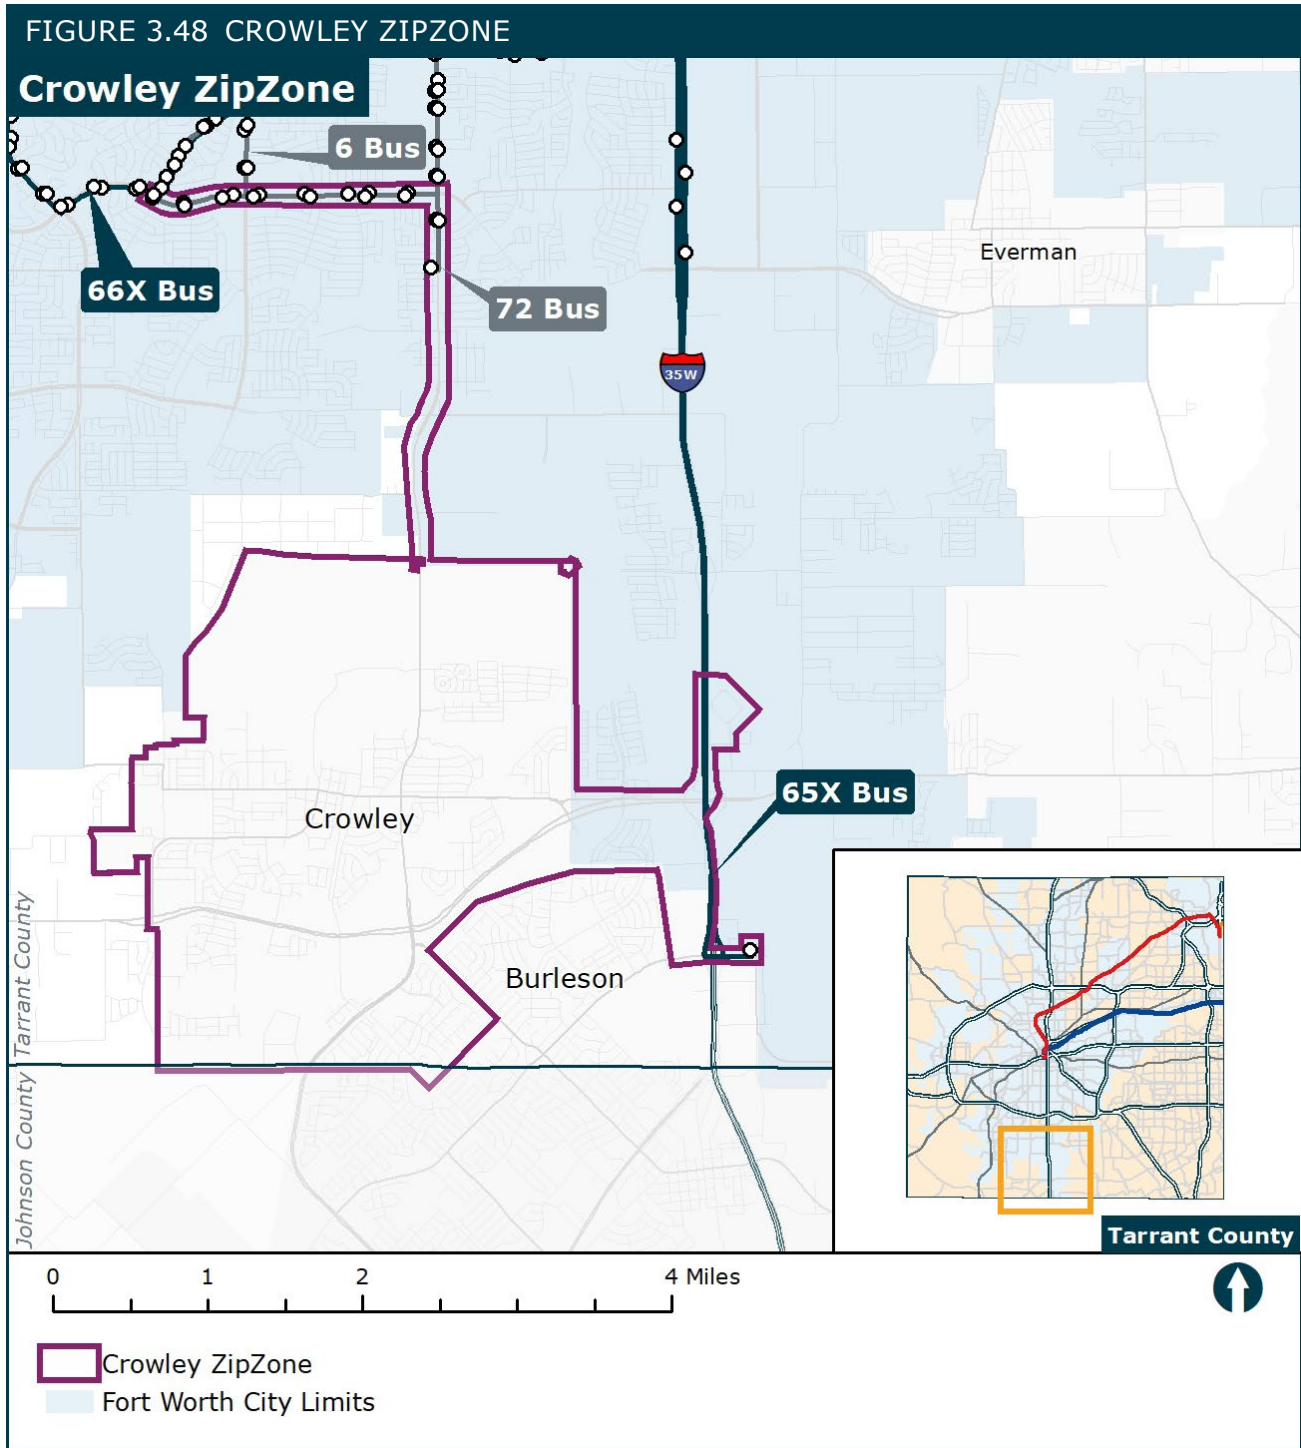 FIGURE 3.48 CROWLEY ZIPZONE
Crowley ZipZone
6 Bus
66X Bus
72 Bus
Everman
35W
65X Bus
Crowley
Burleson
Tarrant County
Johnson County
Tarrant County
0 1 2 4 Miles
Crowley ZipZone
Fort Worth City Limits